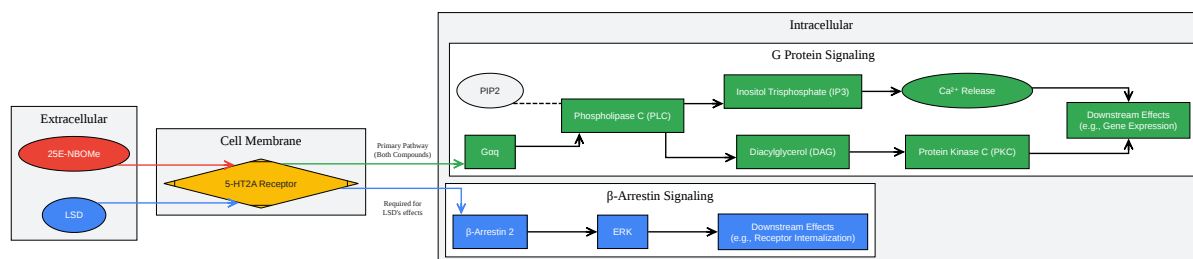 Intracellular
G Protein Signaling
PIP2
Inositol Trisphosphate (IP3)
Ca²⁺ Release
Extracellular
Phospholipase C (PLC)
Downstream Effects
(e.g., Gene Expression)
Cell Membrane
25E-NBOMe
Primary Pathway
(Both Compounds)
Gαq
Diacylglycerol (DAG)
Protein Kinase C (PKC)
5-HT2A Receptor
β-Arrestin Signaling
LSD
Required for
LSD's effects
β-Arrestin 2
ERK
Downstream Effects
(e.g., Receptor Internalization)